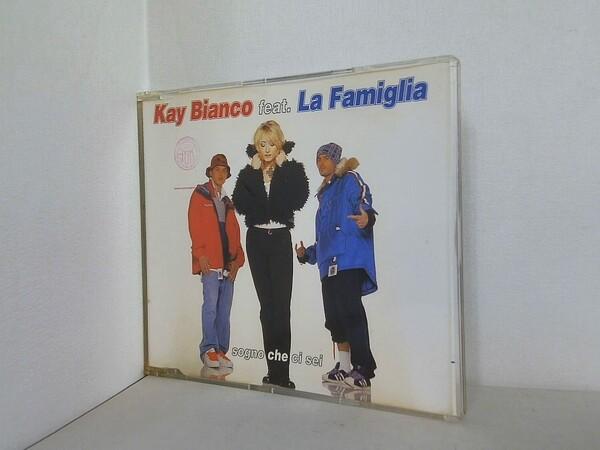 Kay Bianco feat. La Famiglia
sogno che ci sei